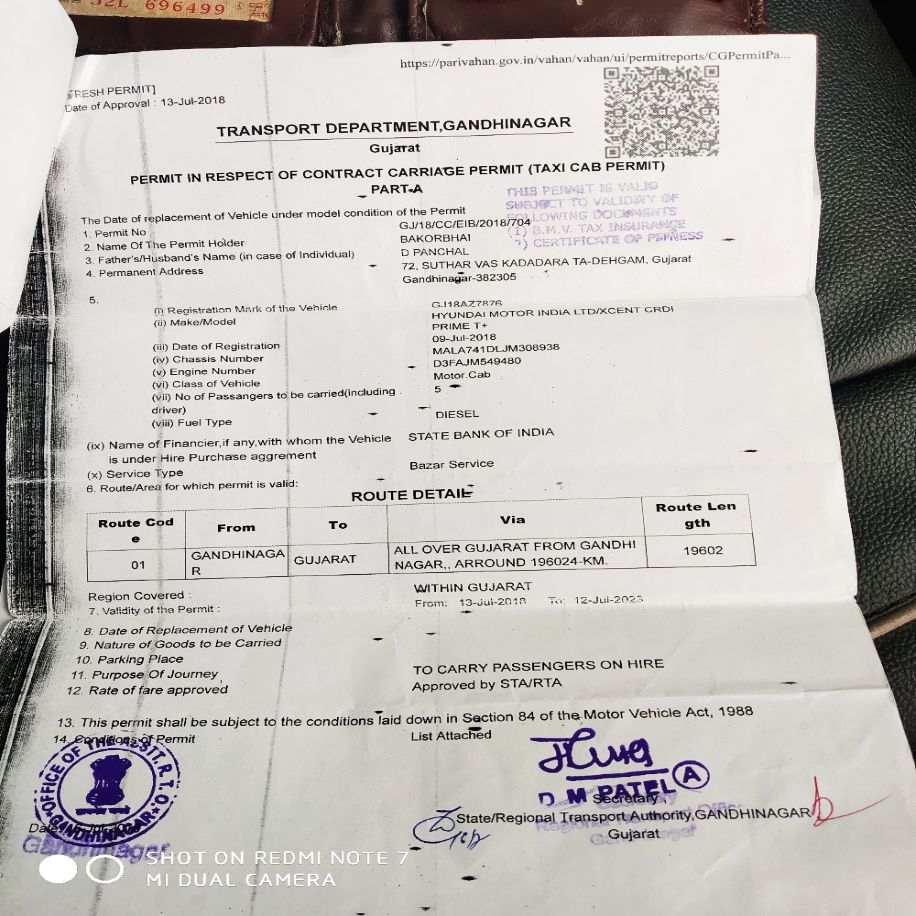 52L 696499
https://parivahan.gov.in/vahan/vahan/ui/permitreports/CGPermitPa...
FRESH PERMIT]
Date of Approval : 13-Jul-2018
TRANSPORT DEPARTMENT,GANDHINAGAR
Gujarat
PERMIT IN RESPECT OF CONTRACT CARRIAGE PERMIT (TAXI CAB PERMIT)
PART-A
THIS PERMIT IS VALID
SUBJECT TO VALIDITY OF
FOLLOWING DOCUMENTS
(1) B.M.V. TAX INSURANCE
2) CERTIFICATE OF FITNESS
The Date of replacement of Vehicle under model condition of the Permit
1. Permit No GJ/18/CC/EIB/2018/704
2. Name Of The Permit Holder BAKORBHAI
3. Father's/Husband's Name (in case of Individual) D PANCHAL
4. Permanent Address 72, SUTHAR VAS KADADARA TA-DEHGAM, Gujarat
Gandhinagar-382305
5.
(i) Registration Mark of the Vehicle GJ18AZ7876
(ii) Make/Model HYUNDAI MOTOR INDIA LTD/XCENT CRDI
PRIME T+
(iii) Date of Registration 09-Jul-2018
(iv) Chassis Number MALA741DLJM308938
(v) Engine Number D3FAJM549480
(vi) Class of Vehicle Motor Cab
(vii) No of Passengers to be carried(including 5
driver)
(viii) Fuel Type DIESEL
(ix) Name of Financier,if any,with whom the Vehicle STATE BANK OF INDIA
is under Hire Purchase aggrement
(x) Service Type Bazar Service
6. Route/Area for which permit is valid:
ROUTE DETAIL
Route Cod From To Via Route Len
e gth
01 GANDHINAGA GUJARAT ALL OVER GUJARAT FROM GANDHI 19602
R NAGAR,, ARROUND 196024-KM.
Region Covered : WITHIN GUJARAT
7. Validity of the Permit : From: 13-Jul-2018 To: 12-Jul-2023
8. Date of Replacement of Vehicle
9. Nature of Goods to be Carried
10. Parking Place
11. Purpose Of Journey TO CARRY PASSENGERS ON HIRE
12. Rate of fare approved Approved by STA/RTA
13. This permit shall be subject to the conditions laid down in Section 84 of the Motor Vehicle Act, 1988
14. Conditions of Permit List Attached
OFFICE OF THE ASSTT. R.T.O.
GANDHINAGAR
D M PATEL A
Secretary,
State/Regional Transport Authority,GANDHINAGAR
Gujarat
Gandhinagar
Gandhinagar
SHOT ON REDMI NOTE 7
MI DUAL CAMERA